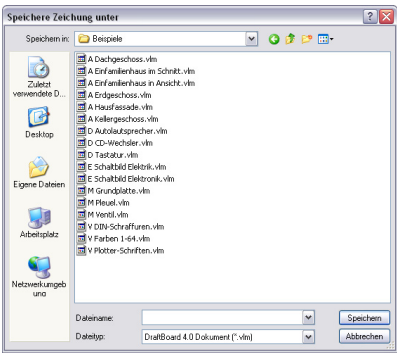 Speichere Zeichnung unter
Speichern in:
Beispiele
Zuletzt
verwendete D...
Desktop
Eigene Dateien
Arbeitsplatz
Netzwerkumgeb
ung
A Dachgeschoss.vlm
A Einfamilienhaus im Schnitt.vlm
A Einfamilienhaus in Ansicht.vlm
A Erdgeschoss.vlm
A Hausfassade.vlm
A Kellergeschoss.vlm
D Autolautsprecher.vlm
D CD-Wechsler.vlm
D Tastatur.vlm
E Schaltbild Elektrik.vlm
E Schaltbild Elektronik.vlm
M Grundplatte.vlm
M Pleuel.vlm
M Ventil.vlm
V DIN-Schraffuren.vlm
V Farben 1-64.vlm
V Plotter-Schriften.vlm
Dateiname:
Speichern
Dateityp:
DraftBoard 4.0 Dokument (*.vlm)
Abbrechen